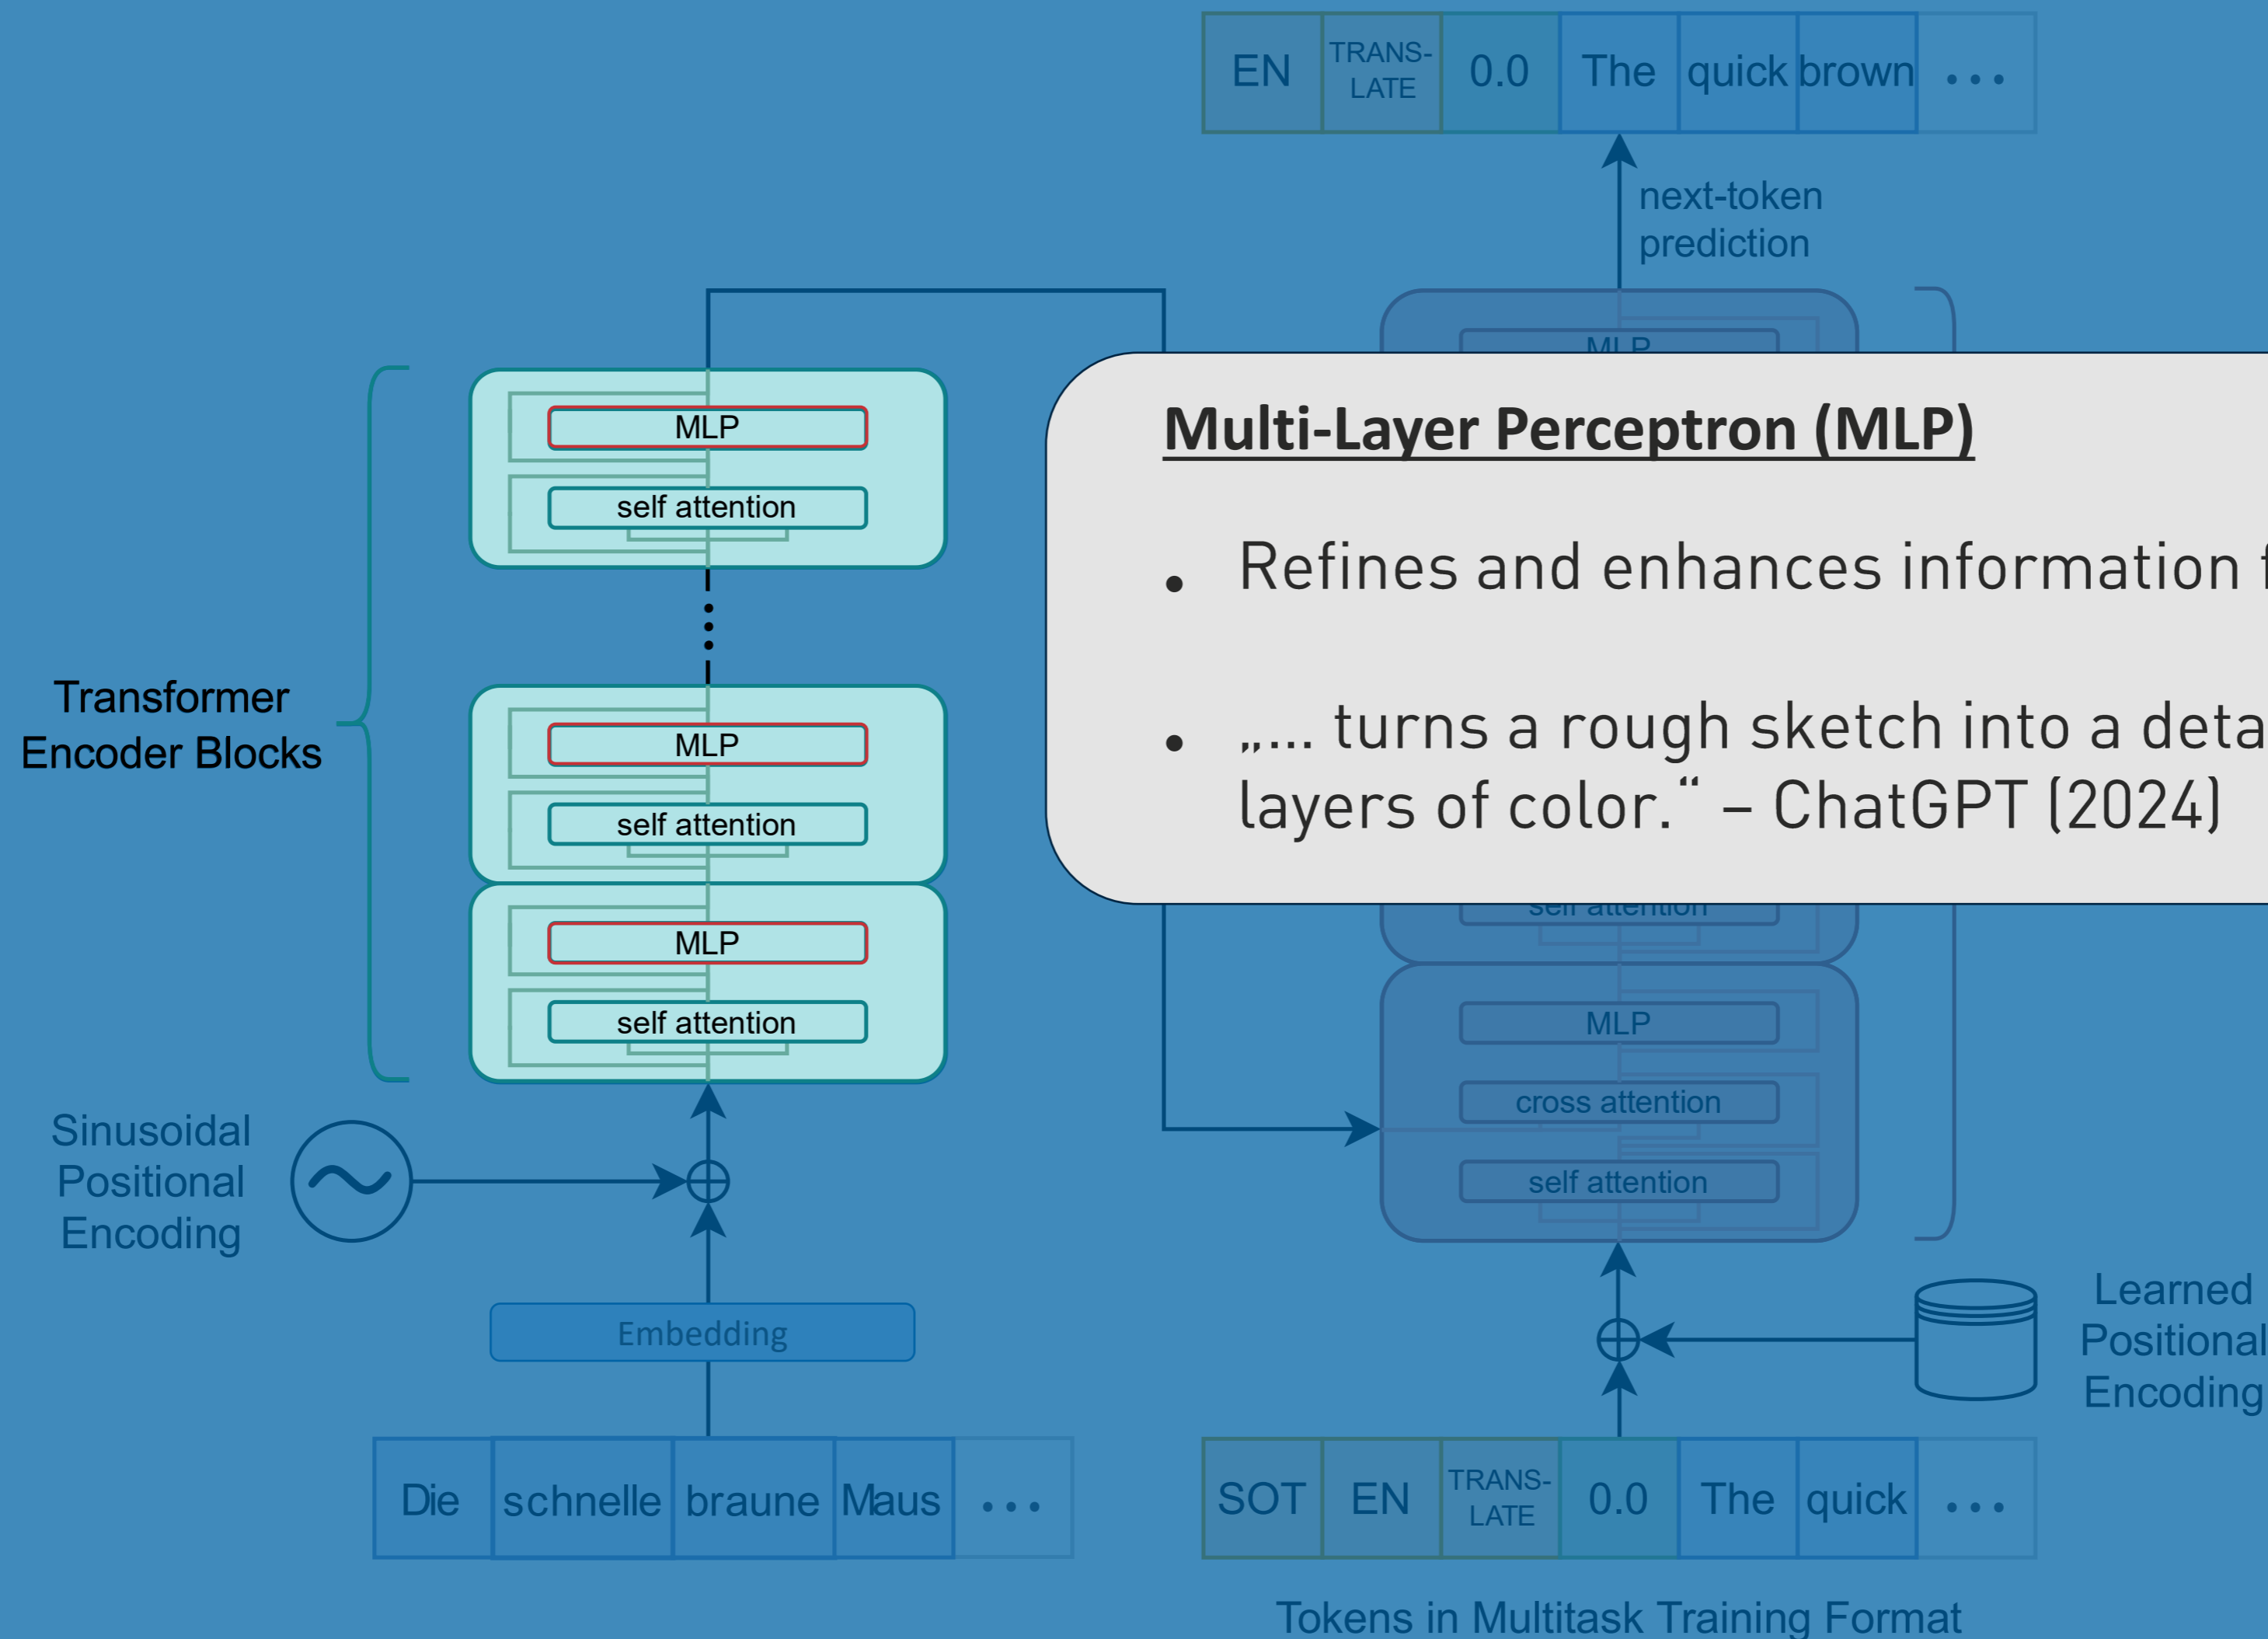 EN TRANS- 0.0 The quick brown ...
LATE
next-token
prediction
MLP
MLP
self attention
Multi-Layer Perceptron (MLP)
• Refines and enhances information
• „… turns a rough sketch into a
layers of color.“ – ChatGPT (2024)
Transformer
Encoder Blocks
MLP
self attention
MLP
self attention
self attention
MLP
cross attention
self attention
Sinusoidal
Positional
Encoding
Embedding
Learned
Positional
Encoding
Die schnelle braune Maus ...
SOT EN TRANS- 0.0 The quick ...
LATE
Tokens in Multitask Training Format